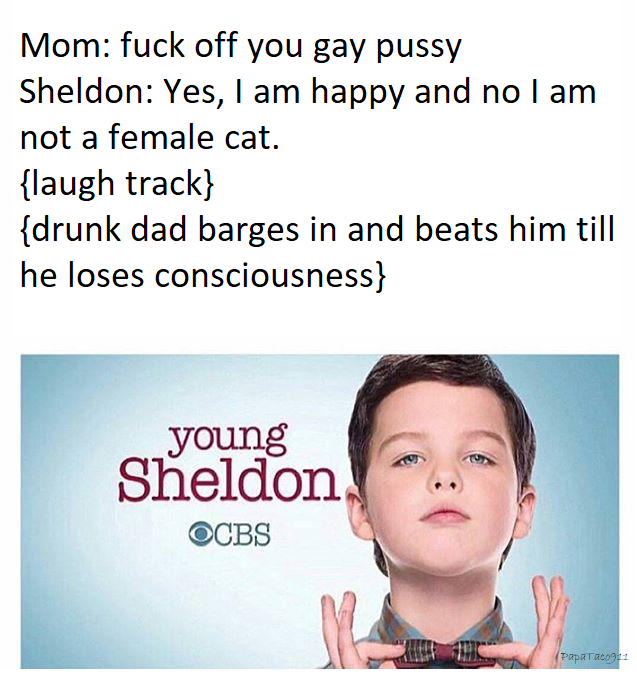 Mom: fuck off you gay pussy
Sheldon: Yes, I am happy and no I am
not a female cat.
{laugh track}
{drunk dad barges in and beats him till
he loses consciousness}
young
Sheldon
CBS
PapaTaco911